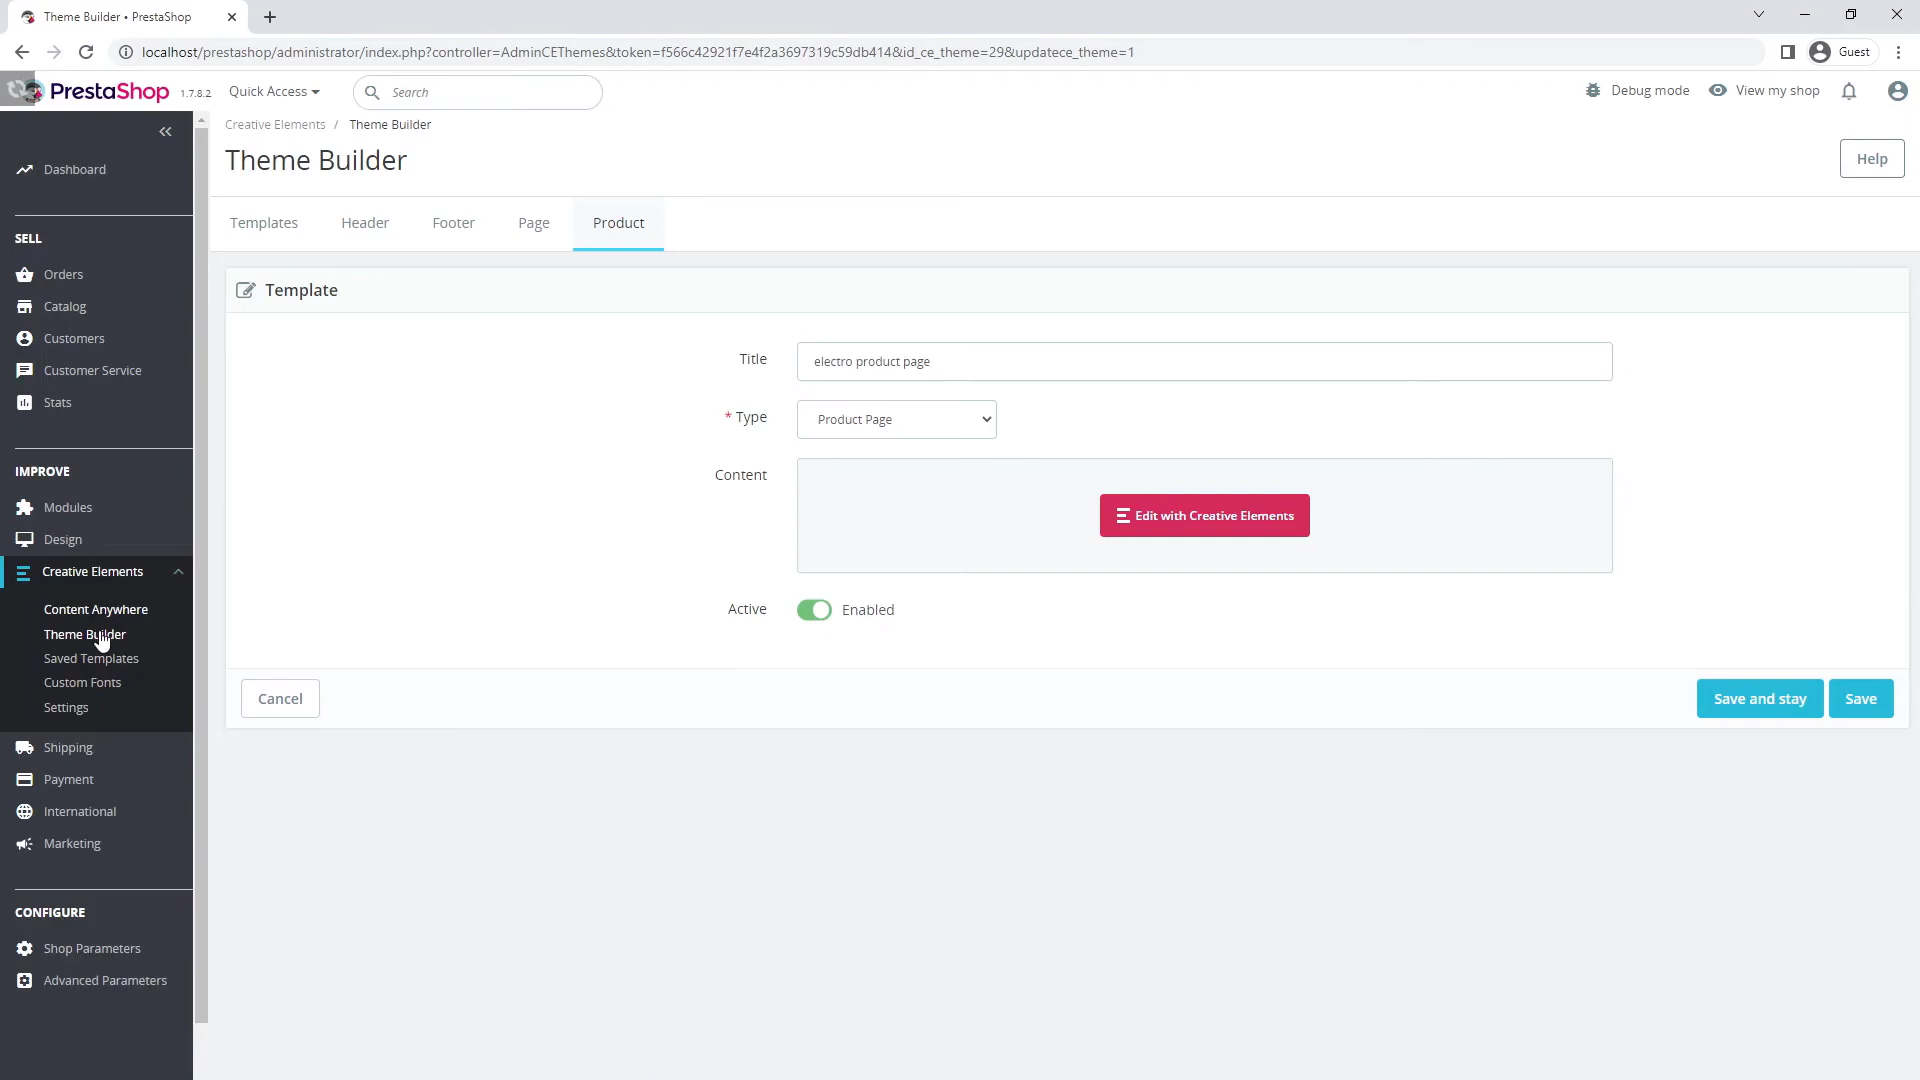 Theme Builder • PrestaShop
localhost/prestashop/administrator/index.php?controller=AdminCEThemes&token=f566c42921f7e4f2a3697319c59db414&id_ce_theme=29&updatece_theme=1
Guest
PrestaShop 1.7.8.2
Quick Access
Search
Debug mode
View my shop
Creative Elements / Theme Builder
Theme Builder
Help
Templates
Header
Footer
Page
Product
Dashboard
SELL
Orders
Catalog
Customers
Customer Service
Stats
IMPROVE
Modules
Design
Creative Elements
Content Anywhere
Theme Builder
Saved Templates
Custom Fonts
Settings
Shipping
Payment
International
Marketing
CONFIGURE
Shop Parameters
Advanced Parameters
Template
Title
electro product page
* Type
Product Page
Content
Edit with Creative Elements
Active
Enabled
Cancel
Save and stay
Save